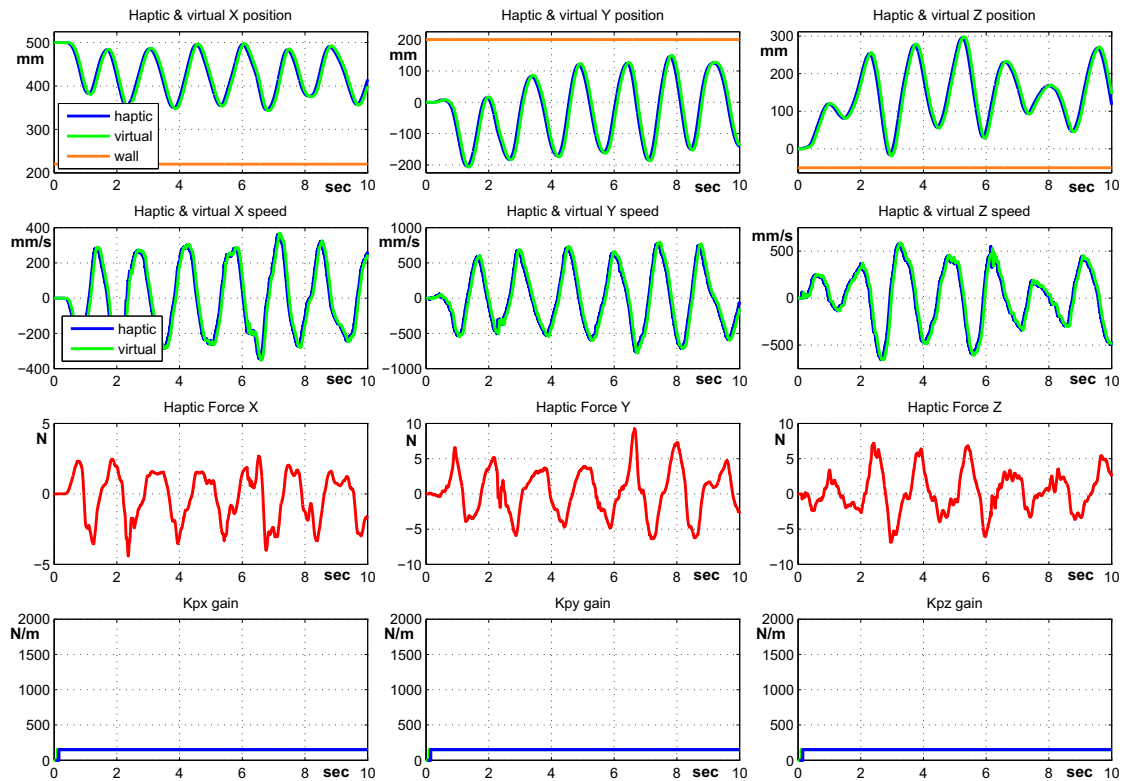 Haptic & virtual X position
500
mm
400
300
200
haptic
virtual
wall
0 2 4 6 8 10
sec
Haptic & virtual Y position
200
mm
100
0
−100
−200
0 2 4 6 8 10
sec
Haptic & virtual Z position
300
mm
200
100
0
0 2 4 6 8 10
sec
Haptic & virtual X speed
400
mm/s
200
0
−200
−400
haptic
virtual
0 2 4 6 8 10
sec
Haptic & virtual Y speed
1000
mm/s
500
0
−500
−1000
0 2 4 6 8 10
sec
Haptic & virtual Z speed
mm/s
500
0
−500
0 2 4 6 8 10
sec
Haptic Force X
5
N
0
−5
0 2 4 6 8 10
sec
Haptic Force Y
10
N
5
0
−5
−10
0 2 4 6 8 10
sec
Haptic Force Z
10
N
5
0
−5
−10
0 2 4 6 8 10
sec
Kpx gain
2000
N/m
1500
1000
500
0
0 2 4 6 8 10
sec
Kpy gain
2000
N/m
1500
1000
500
0
0 2 4 6 8 10
sec
Kpz gain
2000
N/m
1500
1000
500
0
0 2 4 6 8 10
sec